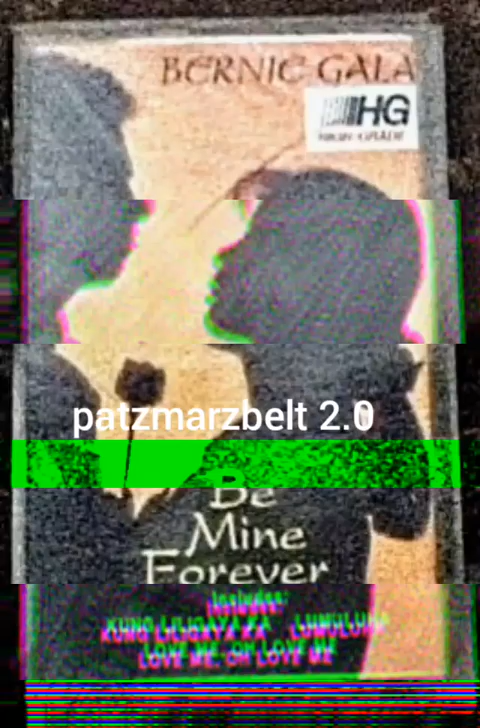 BERNIE GALA
HG
HIGH GRADE
patzmarzbelt 2.0
Be
Mine
Forever
Includes:
KUNG LILIGAYA KA
LOVE ME, OH LOVE ME